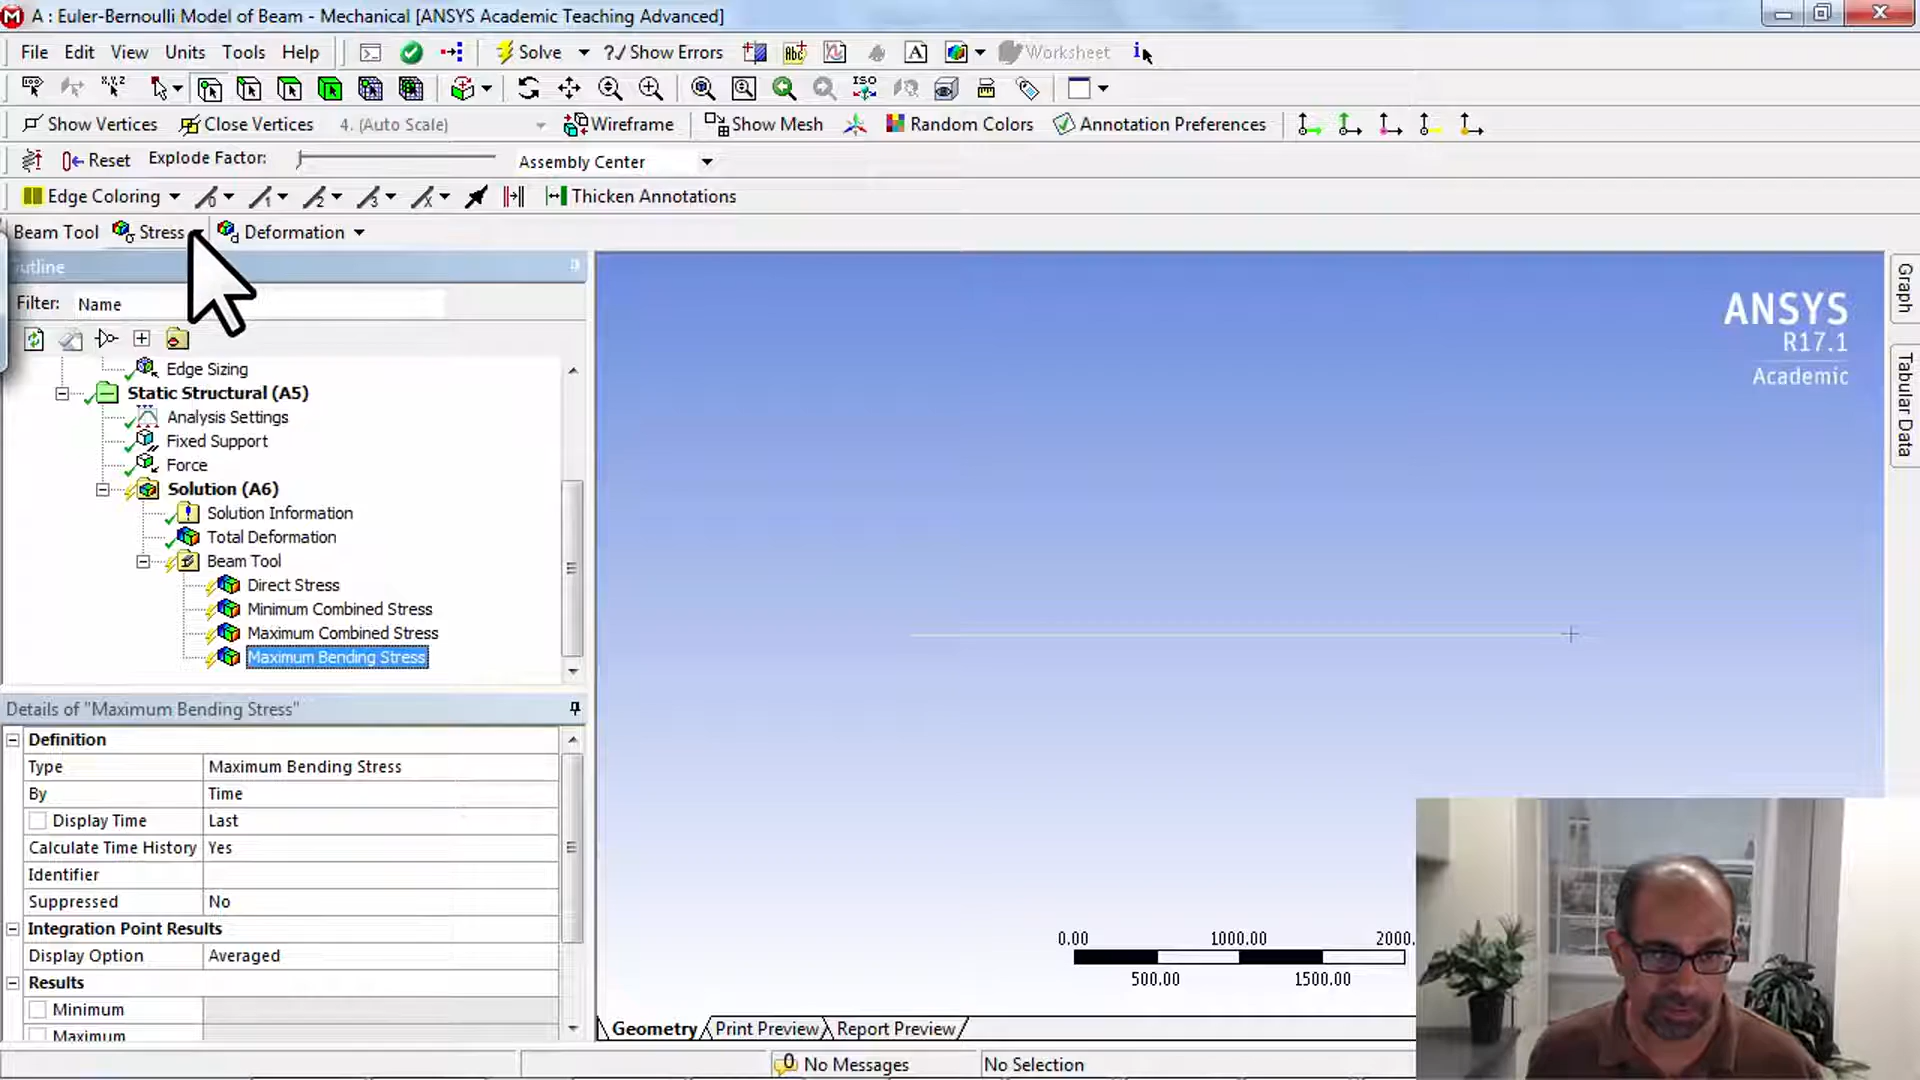 A : Euler-Bernoulli Model of Beam - Mechanical [ANSYS Academic Teaching Advanced]
File Edit View Units Tools Help Solve ?/ Show Errors Worksheet
ISO
Show Vertices Close Vertices 4. (Auto Scale) Wireframe Show Mesh Random Colors Annotation Preferences
Reset Explode Factor: Assembly Center
Edge Coloring Thicken Annotations
Beam Tool Stress Deformation
utline
Filter: Name
Edge Sizing
Static Structural (A5)
Analysis Settings
Fixed Support
Force
Solution (A6)
Solution Information
Total Deformation
Beam Tool
Direct Stress
Minimum Combined Stress
Maximum Combined Stress
Maximum Bending Stress
Details of "Maximum Bending Stress"
Definition
Type Maximum Bending Stress
By Time
Display Time Last
Calculate Time History Yes
Identifier
Suppressed No
Integration Point Results
Display Option Averaged
Results
Minimum
Maximum
ANSYS
R17.1
Academic
Graph
Tabular Data
0.00 1000.00 2000.
500.00 1500.00
Geometry Print Preview Report Preview
0 No Messages No Selection